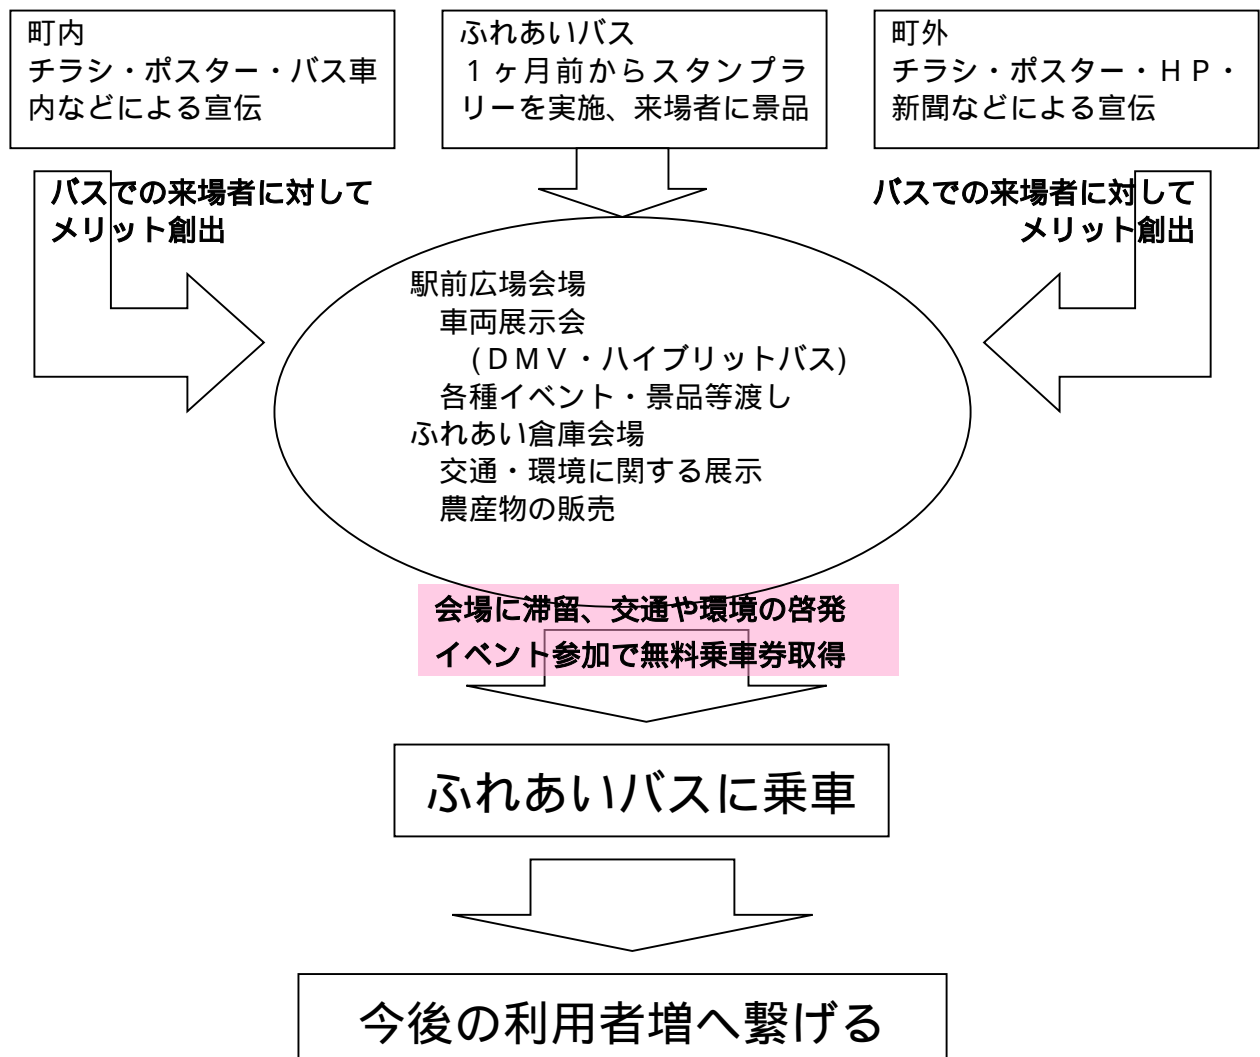 町内
チラシ・ポスター・バス車
内などによる宣伝
ふれあいバス
１ヶ月前からスタンプラ
リーを実施、来場者に景品
町外
チラシ・ポスター・ＨＰ・
新聞などによる宣伝
バスでの来場者に対して
メリット創出
バスでの来場者に対して
メリット創出
駅前広場会場
車両展示会
(ＤＭＶ・ハイブリットバス)
各種イベント・景品等渡し
ふれあい倉庫会場
交通・環境に関する展示
農産物の販売
会場に滞留、交通や環境の啓発
イベント参加で無料乗車券取得
ふれあいバスに乗車
今後の利用者増へ繋げる